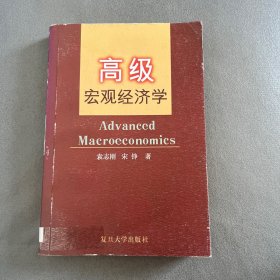 高级
宏观经济学
Advanced
Macroeconomics
袁志刚 宋铮 著
复旦大学出版社